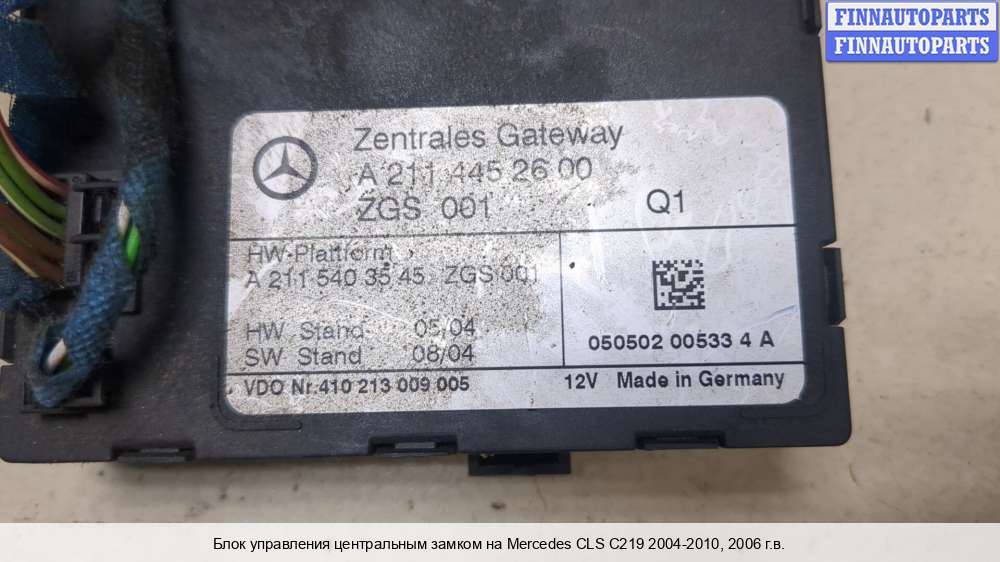 FINNAUTOPARTS
FINNAUTOPARTS
Zentrales Gateway
A 211 445 26 00
ZGS 001 Q1
HW-Plattform
A 211 540 35 45 ZGS 001
HW Stand 05/04
SW Stand 08/04
050502 00533 4 A
VDO Nr. 410 213 009 005
12V Made in Germany
Блок управления центральным замком на Mercedes CLS C219 2004-2010, 2006 г.в.